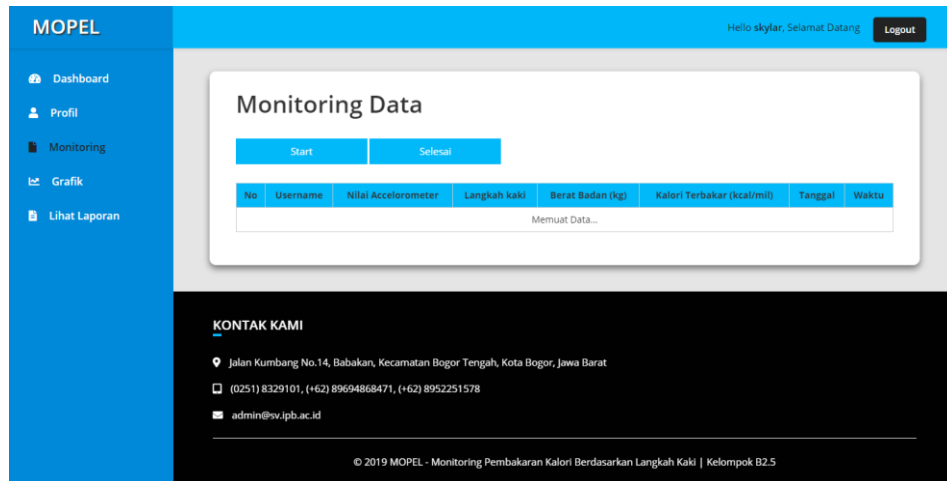 MOPEL
Hello skylar, Selamat Datang
Logout
Dashboard
Profil
Monitoring
Grafik
Lihat Laporan
Monitoring Data
Start Selesai
No Username Nilai Accelorometer Langkah kaki Berat Badan (kg) Kalori Terbakar (kcal/mil) Tanggal Waktu
Memuat Data...
KONTAK KAMI
Jalan Kumbang No.14, Babakan, Kecamatan Bogor Tengah, Kota Bogor, Jawa Barat
(0251) 8329101, (+62) 89694868471, (+62) 8952251578
admin@sv.ipb.ac.id
© 2019 MOPEL - Monitoring Pembakaran Kalori Berdasarkan Langkah Kaki | Kelompok B2.5